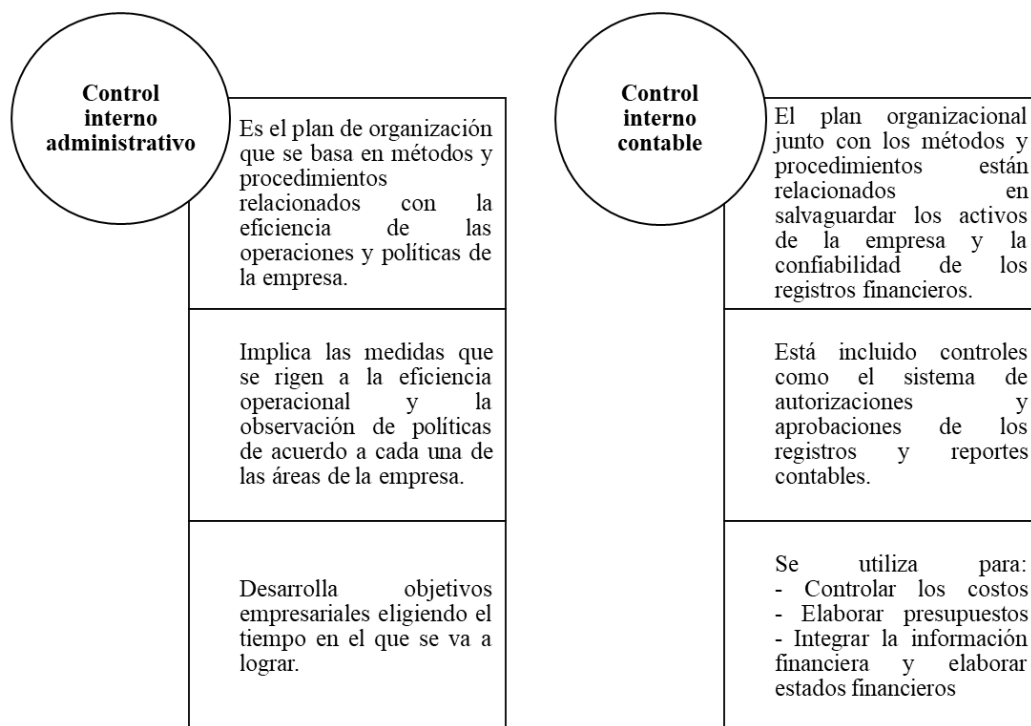 Control
interno
administrativo
Es el plan de organización
que se basa en métodos y
procedimientos
relacionados con la
eficiencia de las
operaciones y políticas de
la empresa.
Implica las medidas que
se rigen a la eficiencia
operacional y la
observación de políticas
de acuerdo a cada una de
las áreas de la empresa.
Desarrolla objetivos
empresariales eligiendo el
tiempo en el que se va a
lograr.
Control
interno
contable
El plan organizacional
junto con los métodos y
procedimientos están
relacionados en
salvaguardar los activos
de la empresa y la
confiabilidad de los
registros financieros.
Está incluido controles
como el sistema de
autorizaciones y
aprobaciones de los
registros y reportes
contables.
Se utiliza para:
- Controlar los costos
- Elaborar presupuestos
- Integrar la información
financiera y elaborar
estados financieros